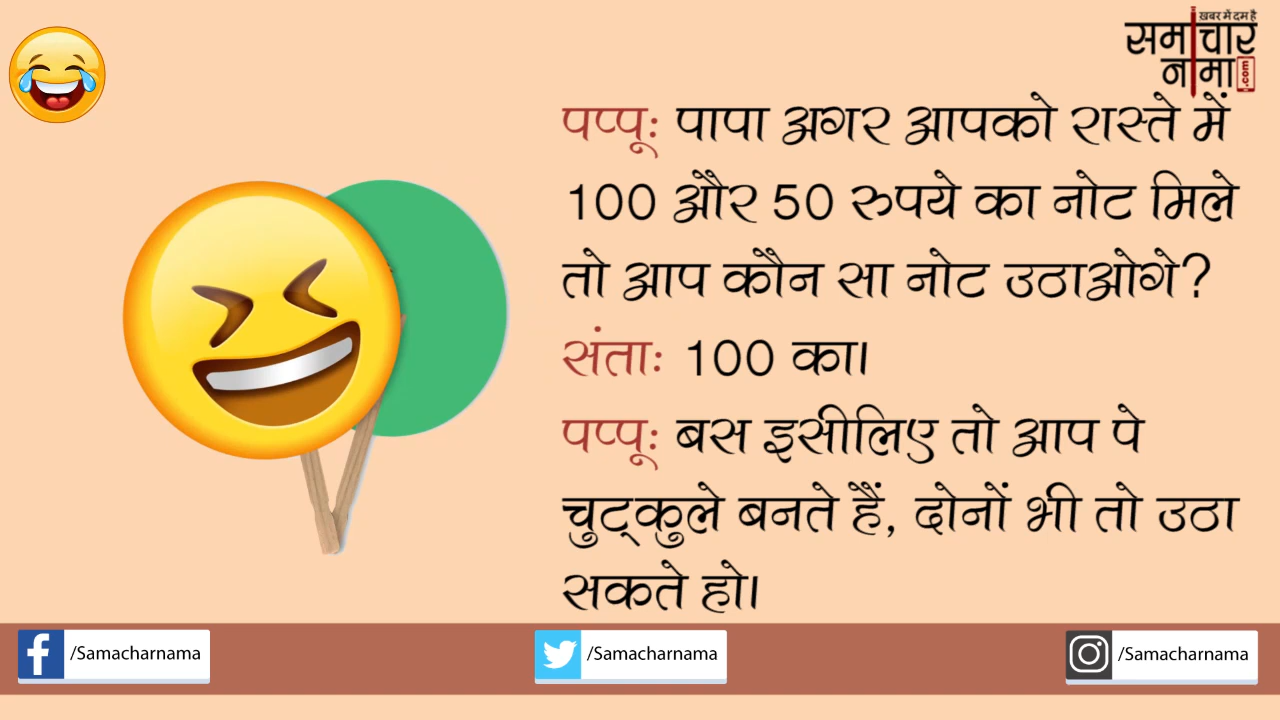 ख़बर में दम है
समाचार
नामा
.com
पप्पू: पापा अगर आपको रास्ते में
100 और 50 रुपये का नोट मिले
तो आप कौन सा नोट उठाओगे?
संता: 100 का।
पप्पू: बस इसीलिए तो आप पे
चुट्कुले बनते हैं, दोनों भी तो उठा
सकते हो।
/Samacharnama
/Samacharnama
/Samacharnama